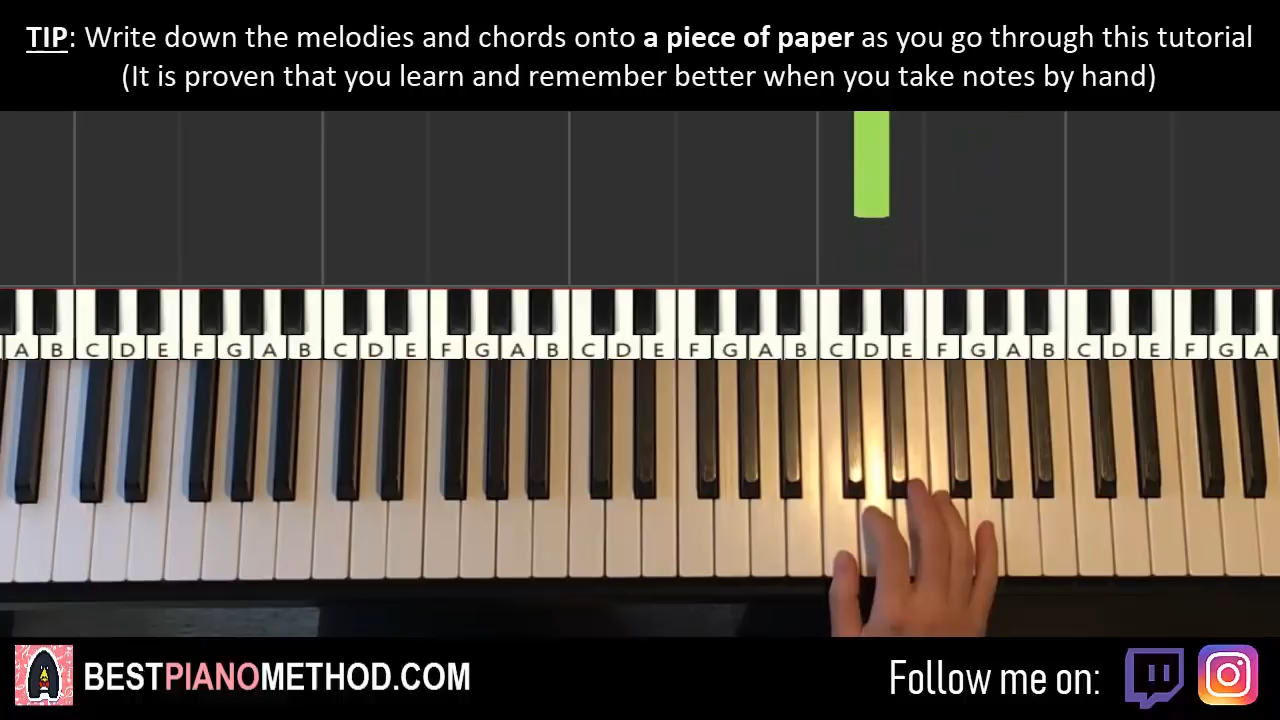 TIP: Write down the melodies and chords onto a piece of paper as you go through this tutorial
(It is proven that you learn and remember better when you take notes by hand)
A B C D E F G A B C D E F G A B C D E F G A B C D E F G A B C D E F G A
BESTPIANOMETHOD.COM Follow me on: